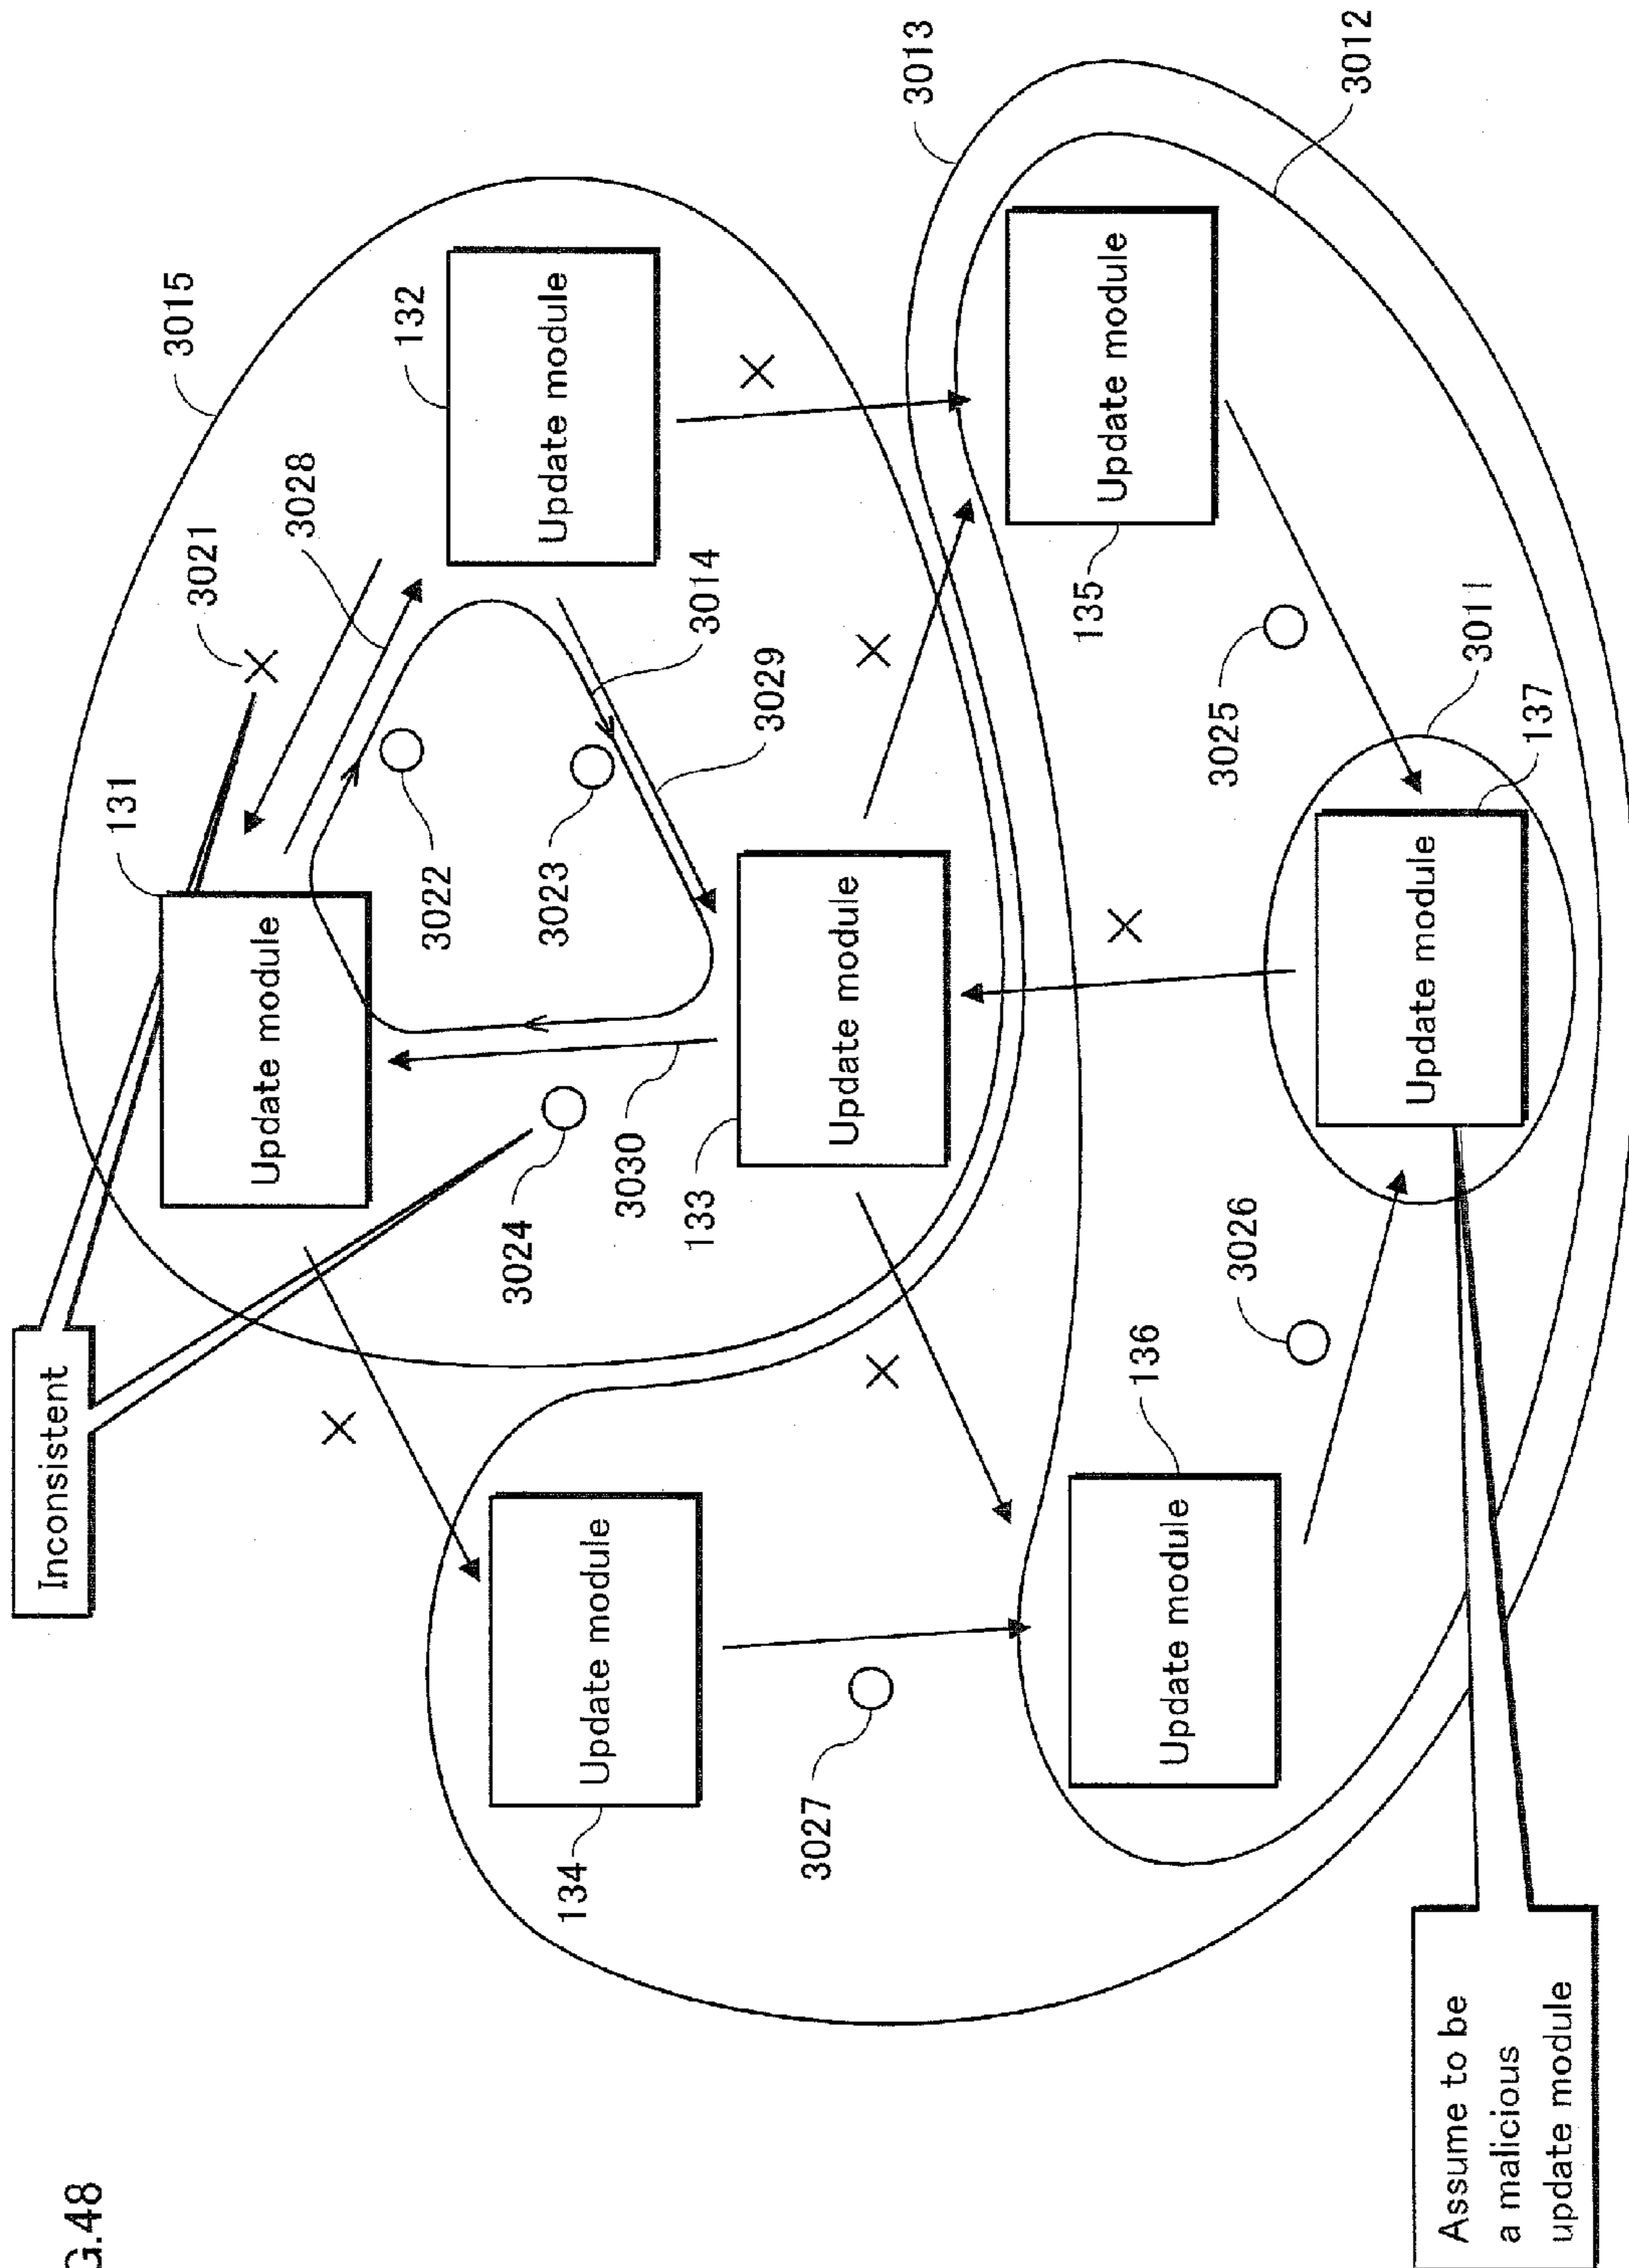 G.48
Inconsistent
131
3015
3021
Update module
3028
132
3022
3024
3023
Update module
134
Update module
3030
133
3014
3029
3027
Update module
3013
135
Update module
136
Update module
3025
3026
3012
Update module
3011
137
Assume to be
a malicious
update module